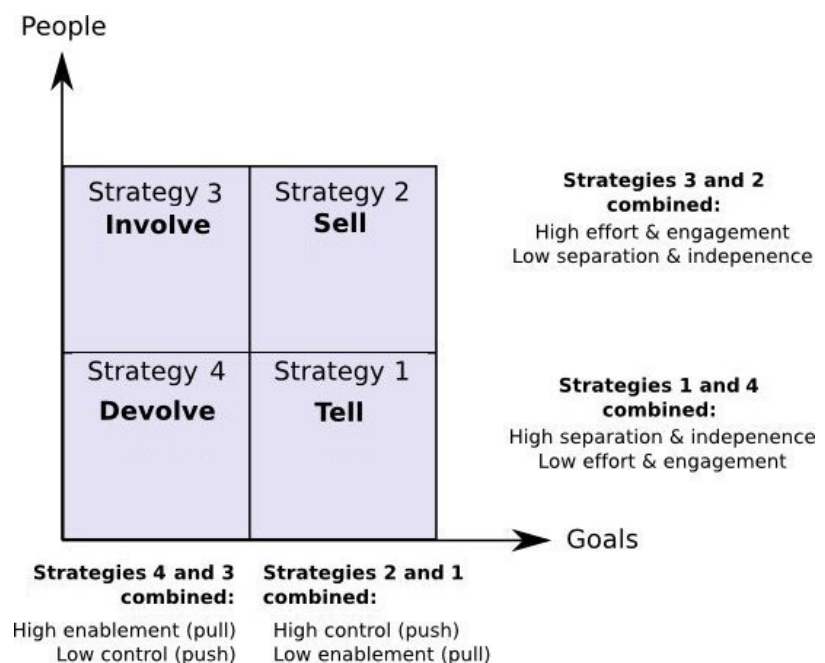 People
Strategy 3
Involve
Strategy 2
Sell
Strategies 3 and 2
combined:
High effort & engagement
Low separation & indepenence
Strategy 4
Devolve
Strategy 1
Tell
Strategies 1 and 4
combined:
High separation & indepenence
Low effort & engagement
Goals
Strategies 4 and 3
combined:
High enablement (pull)
Low control (push)
Strategies 2 and 1
combined:
High control (push)
Low enablement (pull)